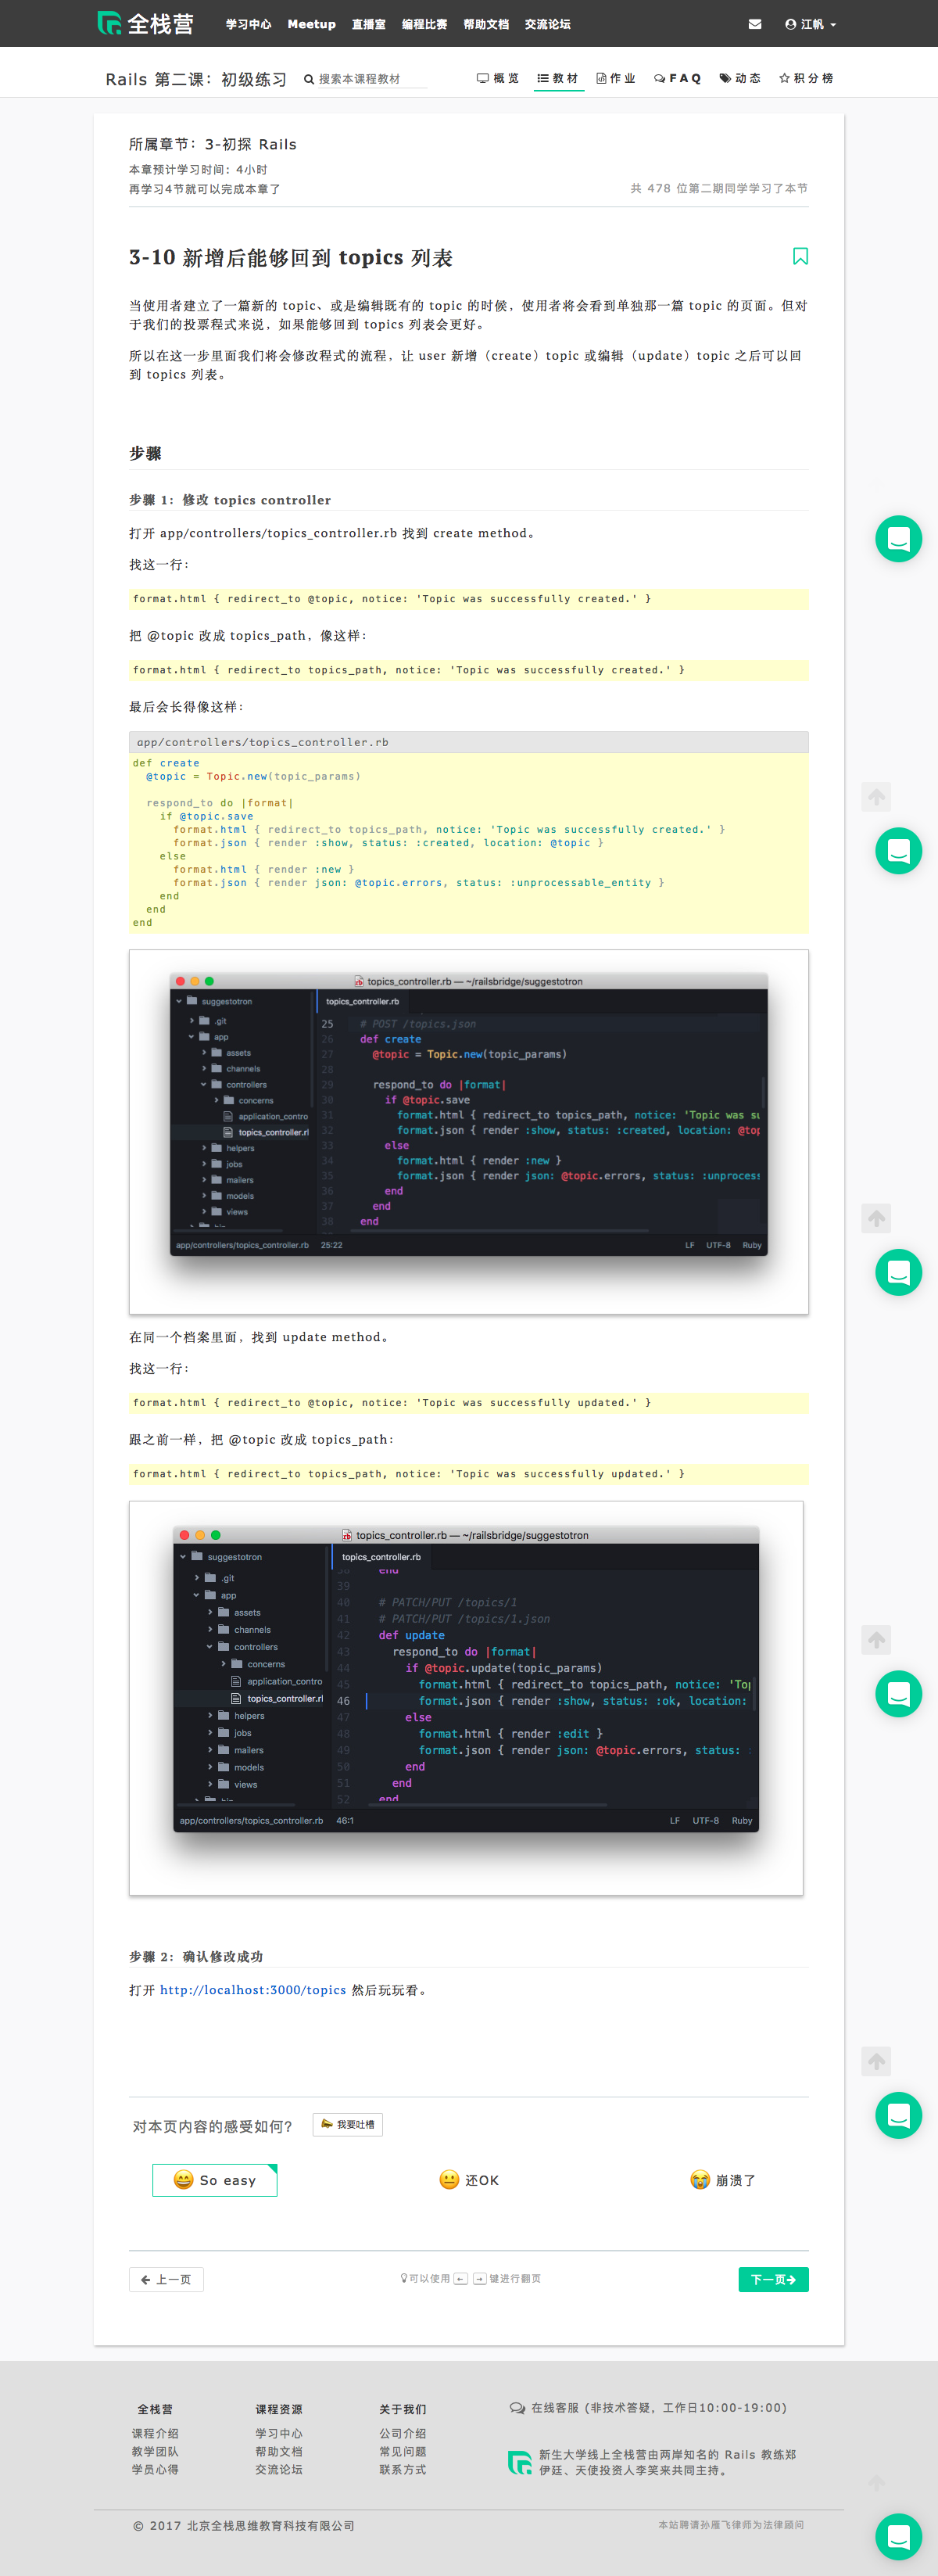 全栈营 学习中心 Meetup 直播室 编程比赛 帮助文档 交流论坛 江帆
Rails 第二课：初级练习 搜索本课程教材 概览 教材 作业 FAQ 动态 积分榜
所属章节：3-初探 Rails
本章预计学习时间：4小时
再学习4节就可以完成本章了 共 478 位第二期同学学习了本节
3-10 新增后能够回到 topics 列表
当使用者建立了一篇新的 topic、或是编辑既有的 topic 的时候，使用者将会看到单独那一篇 topic 的页面。但对
于我们的投票程式来说，如果能够回到 topics 列表会更好。
所以在这一步里面我们将会修改程式的流程，让 user 新增（create）topic 或编辑（update）topic 之后可以回
到 topics 列表。
步骤
步骤 1：修改 topics controller
打开 app/controllers/topics_controller.rb 找到 create method。
找这一行：
format.html { redirect_to @topic, notice: 'Topic was successfully created.' }
把 @topic 改成 topics_path，像这样：
format.html { redirect_to topics_path, notice: 'Topic was successfully created.' }
最后会长得像这样：
app/controllers/topics_controller.rb
def create
@topic = Topic.new(topic_params)
respond_to do |format|
if @topic.save
format.html { redirect_to topics_path, notice: 'Topic was successfully created.' }
format.json { render :show, status: :created, location: @topic }
else
format.html { render :new }
format.json { render json: @topic.errors, status: :unprocessable_entity }
end
end
end
topics_controller.rb — ~/railsbridge/suggestotron
suggestotron topics_controller.rb
.git 25 # POST /topics.json
app 26 def create
27 @topic = Topic.new(topic_params)
assets 28
channels 29 respond_to do |format|
controllers 30 if @topic.save
concerns 31 format.html { redirect_to topics_path, notice: 'Topic was su
application_contro 32 format.json { render :show, status: :created, location: @top
topics_controller.rl 33 else
helpers 34 format.html { render :new }
jobs 35 format.json { render json: @topic.errors, status: :unprocess
mailers 36 end
models 37 end
views 38 end
app/controllers/topics_controller.rb 25:22 LF UTF-8 Ruby
在同一个档案里面，找到 update method。
找这一行：
format.html { redirect_to @topic, notice: 'Topic was successfully updated.' }
跟之前一样，把 @topic 改成 topics_path：
format.html { redirect_to topics_path, notice: 'Topic was successfully updated.' }
topics_controller.rb — ~/railsbridge/suggestotron
suggestotron topics_controller.rb
38 end
.git 39
app 40 # PATCH/PUT /topics/1
assets 41 # PATCH/PUT /topics/1.json
channels 42 def update
controllers 43 respond_to do |format|
concerns 44 if @topic.update(topic_params)
application_contro 45 format.html { redirect_to topics_path, notice: 'Top
topics_controller.rl 46 format.json { render :show, status: :ok, location:
helpers 47 else
jobs 48 format.html { render :edit }
mailers 49 format.json { render json: @topic.errors, status: :
models 50 end
views 51 end
52 end
app/controllers/topics_controller.rb 46:1 LF UTF-8 Ruby
步骤 2：确认修改成功
打开 http://localhost:3000/topics 然后玩玩看。
对本页内容的感受如何？ 我要吐槽
So easy 还OK 崩溃了
上一页 可以使用 ← → 键进行翻页 下一页
全栈营 课程资源 关于我们 在线客服 (非技术答疑，工作日10:00-19:00)
课程介绍 学习中心 公司介绍
教学团队 帮助文档 常见问题 新生大学线上全栈营由两岸知名的 Rails 教练郑
学员心得 交流论坛 联系方式 伊廷、天使投资人李笑来共同主持。
© 2017 北京全栈思维教育科技有限公司 本站聘请孙雁飞律师为法律顾问